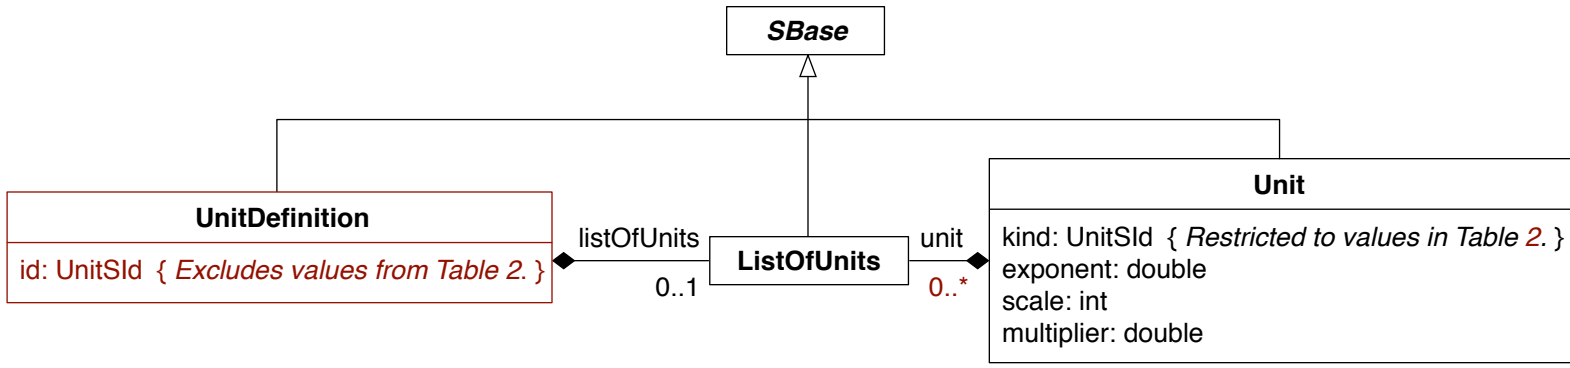 SBase
UnitDefinition
id: UnitSId { Excludes values from Table 2. }
listOfUnits
0..1
ListOfUnits
unit
0..*
Unit
kind: UnitSId { Restricted to values in Table 2. }
exponent: double
scale: int
multiplier: double